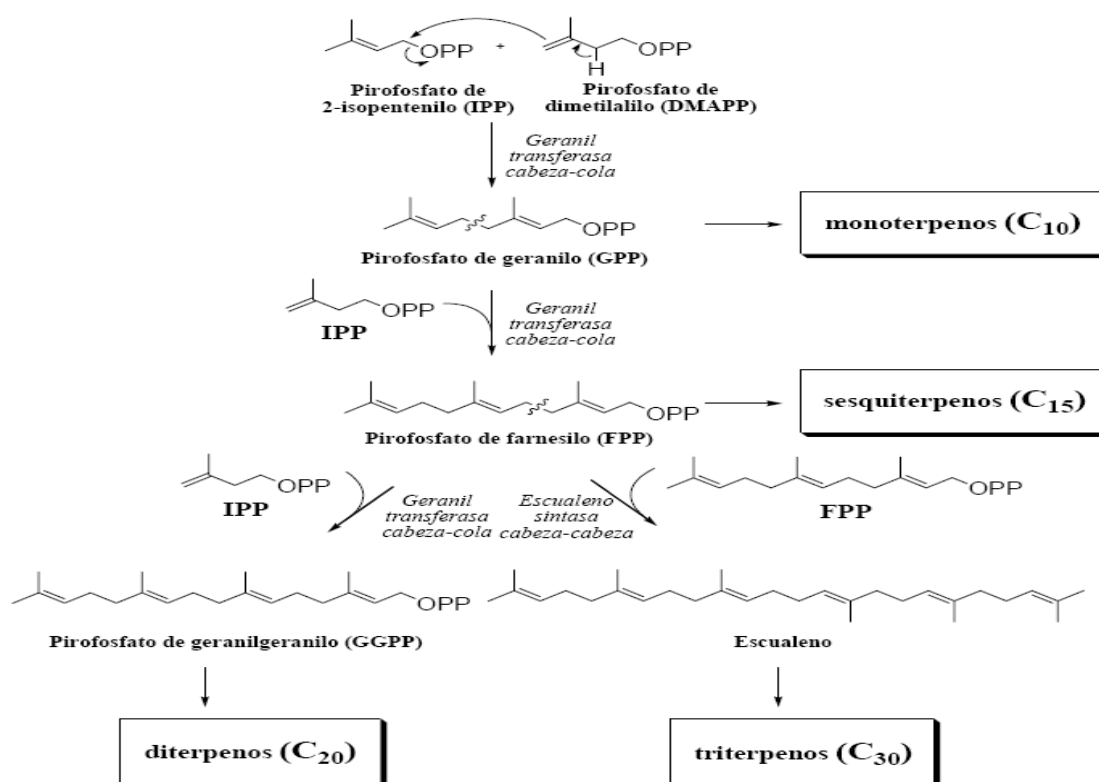 OPP + OPP
H
Pirofosfato de
2-isopentenilo (IPP)
Pirofosfato de
dimetilalilo (DMAPP)
Geranil
transferasa
cabeza-cola
OPP
Pirofosfato de geranilo (GPP)
monoterpenos (C10)
OPP
IPP
Geranil
transferasa
cabeza-cola
OPP
Pirofosfato de farnesilo (FPP)
sesquiterpenos (C15)
OPP
IPP
Geranil
transferasa
cabeza-cola
Escualeno
sintasa
cabeza-cabeza
OPP
FPP
OPP
Pirofosfato de geranilgeranilo (GGPP)
Escualeno
diterpenos (C20)
triterpenos (C30)